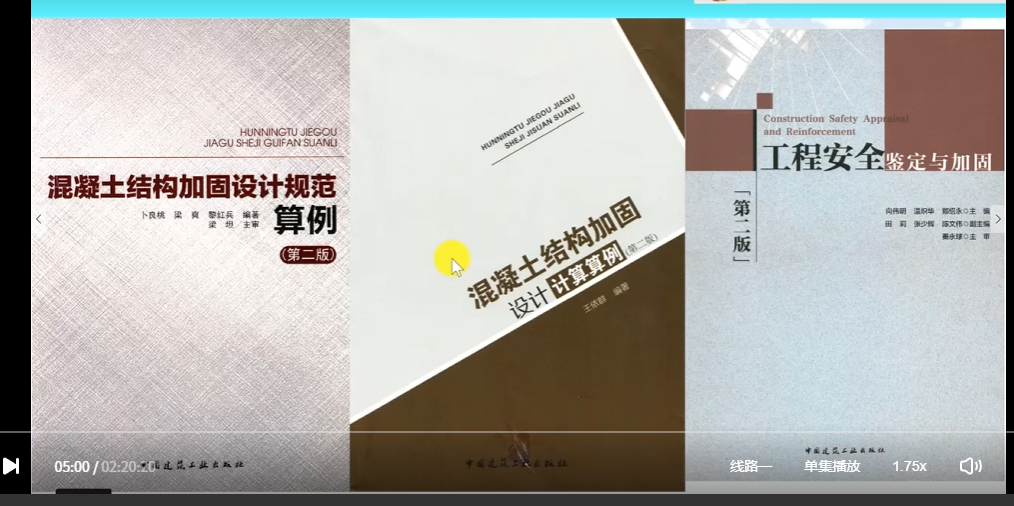 HUNNINGTU JIEGOU
JIAGU SHEJI GUIFAN SUANLI
混凝土结构加固设计规范
算例
卜良桃 梁 爽 黎红兵 编著
梁 坦 主审
(第二版)
HUNNINGTU JIEGOU JIAGU
SHEJI JISUAN SUANLI
混凝土结构加固
设计计算算例(第二版)
王依群 编著
Construction Safety Appraisal
and Reinforcement
工程安全鉴定与加固
「第二版」
向伟明 温炽华 郑绍永◎主 编
田 莉 张少辉 陈文伟◎副主编
秦永球◎主 审
中国建筑工业出版社
中国建筑工业出版社
中国建筑工业出版社
05:00 / 02:20:20
线路一
单集播放
1.75x